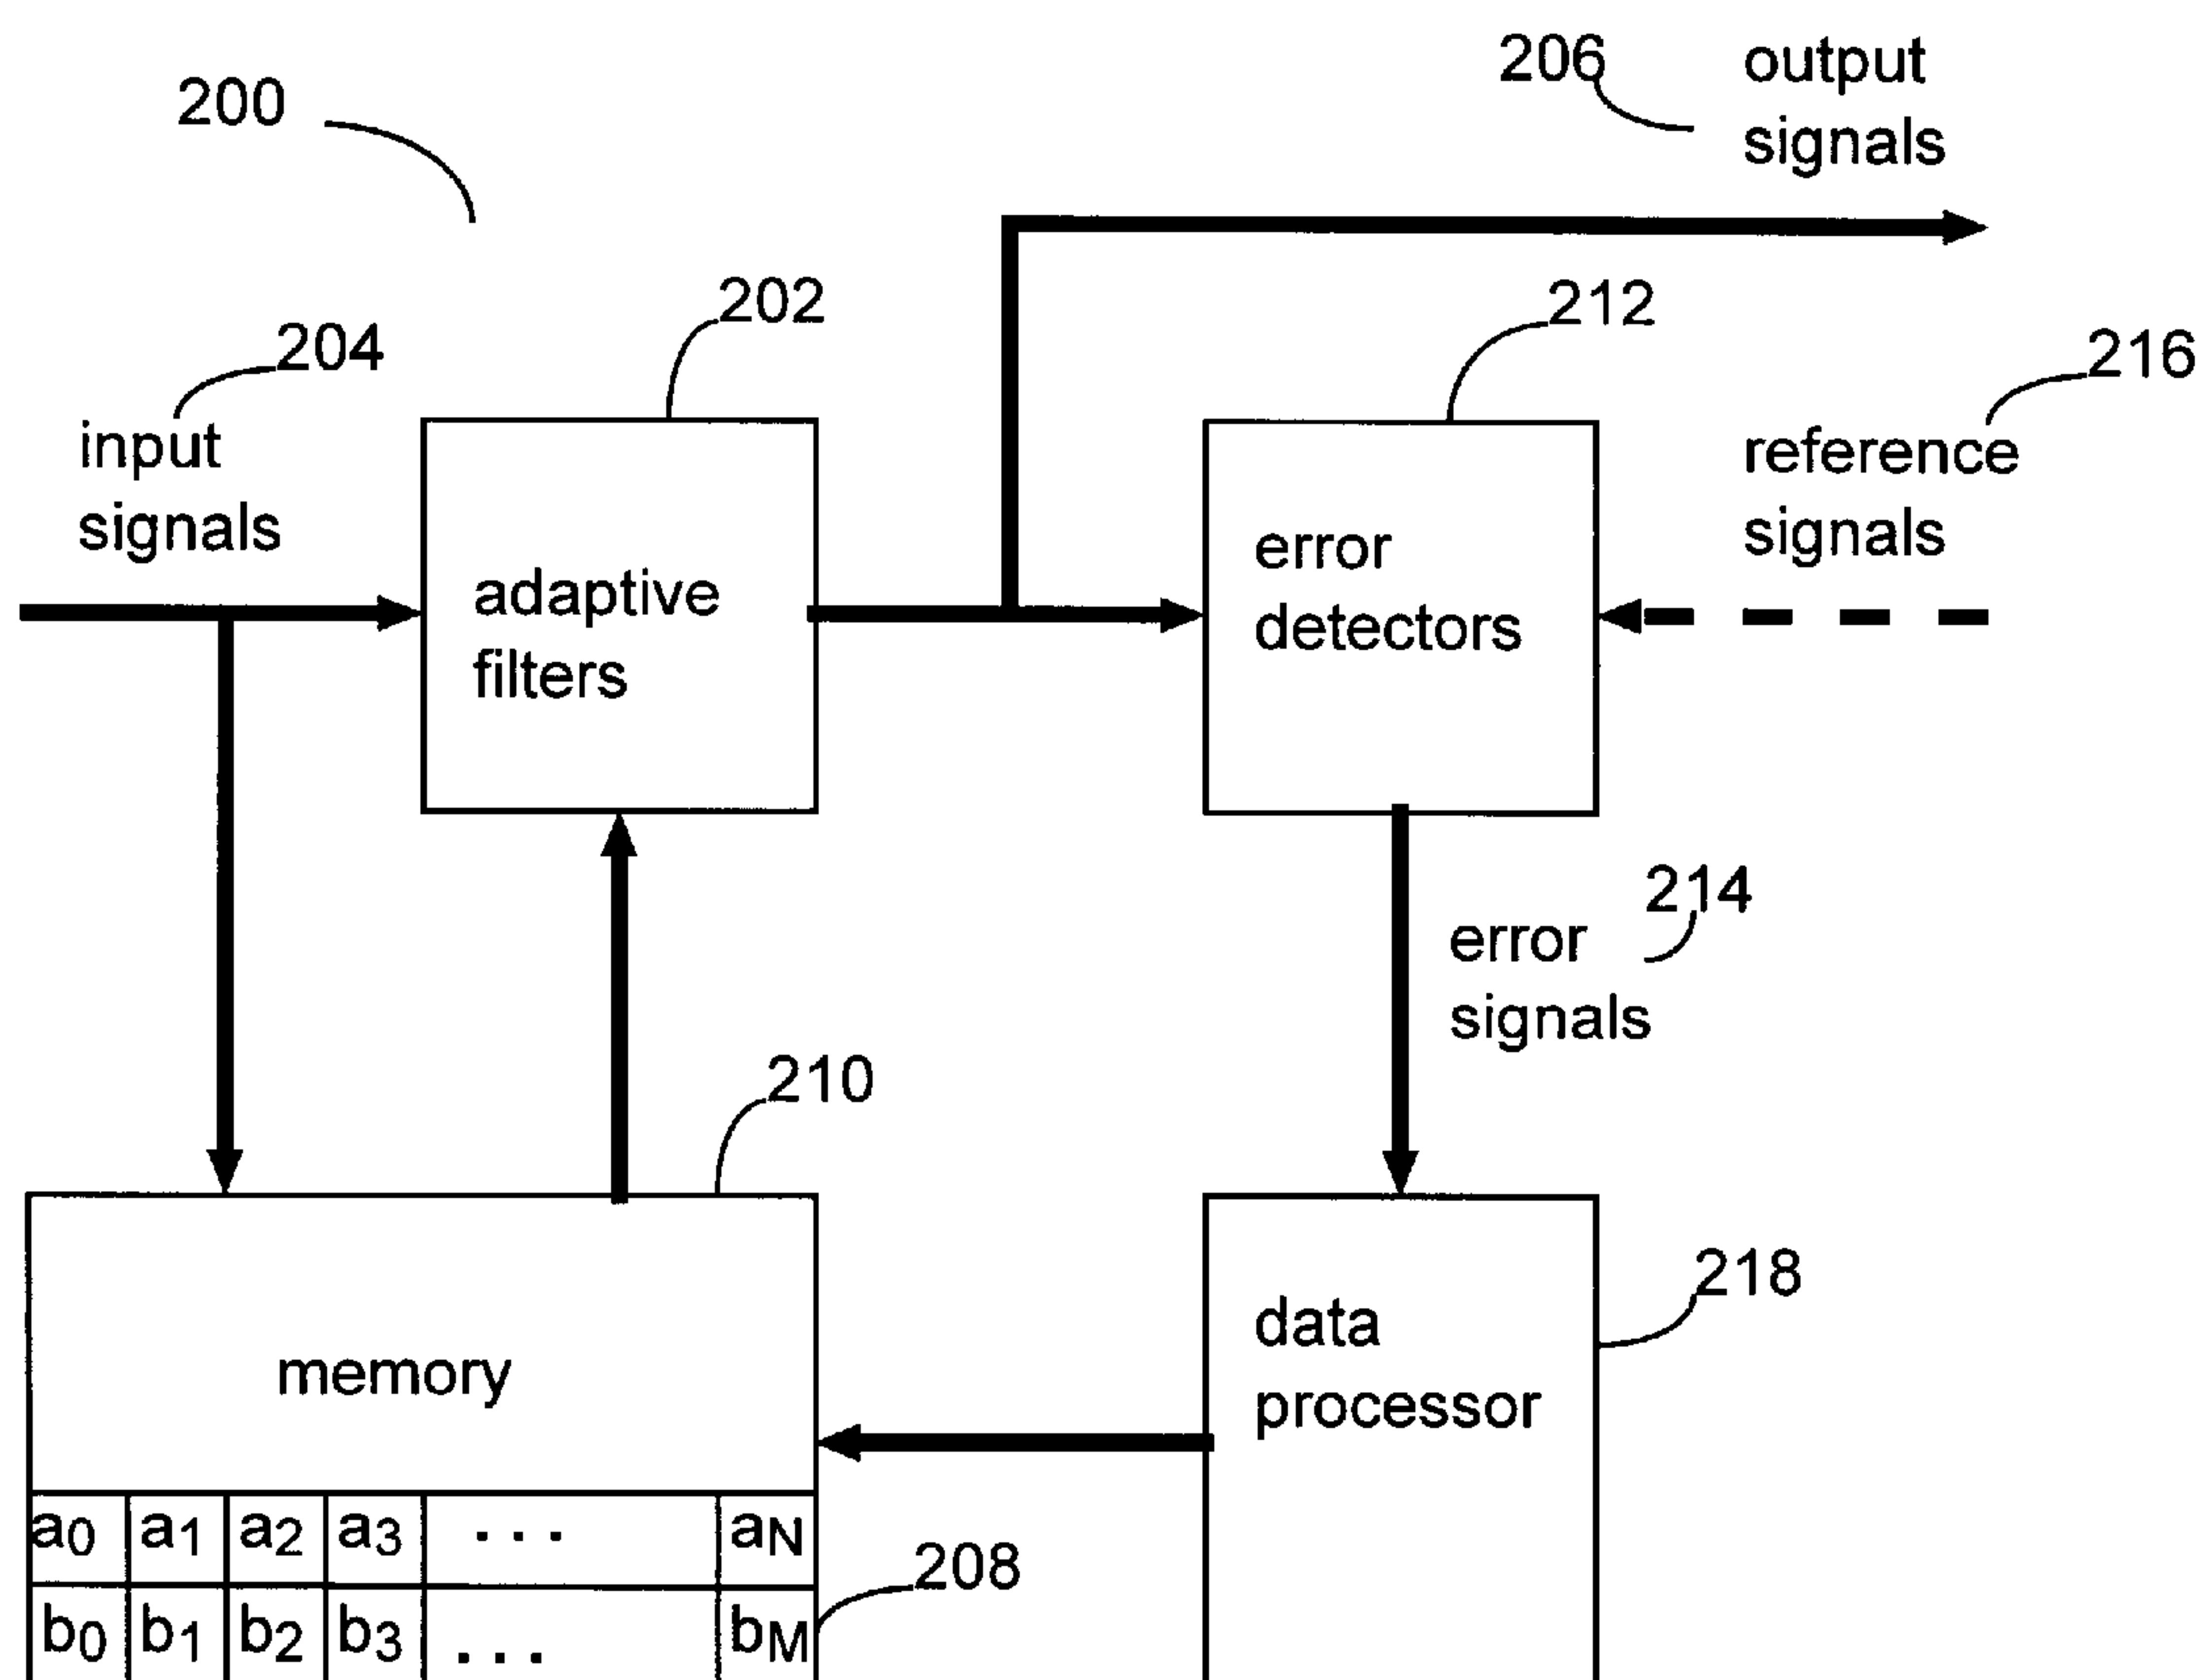 206 output
signals
200
202
212
204
216
input
signals
reference
signals
adaptive
filters
error
detectors
214
error
signals
210
218
data
processor
memory
a0 a1 a2 a3 ... aN
208
b0 b1 b2 b3 ... bM